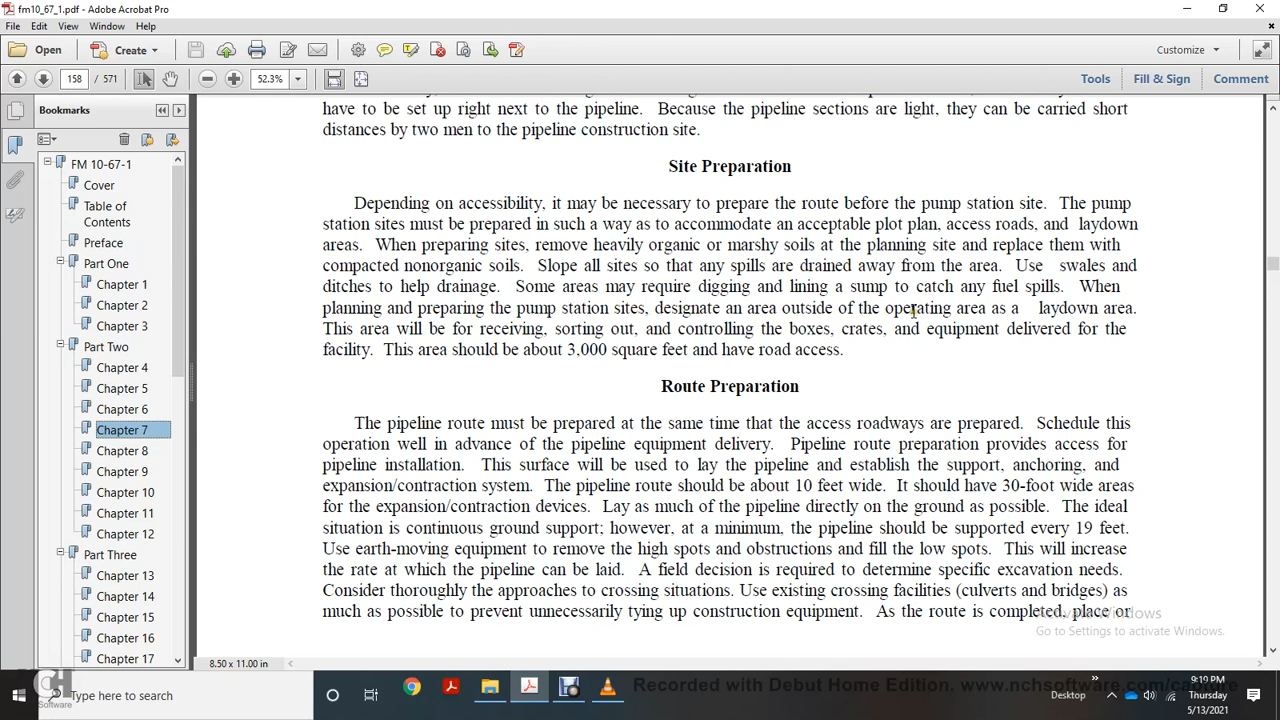 fm10_67_1.pdf - Adobe Acrobat Pro
File Edit View Window Help
Open Create Customize
158 / 571 52.3% Tools Fill & Sign Comment
Bookmarks
FM 10-67-1
Cover
Table of
Contents
Preface
Part One
Chapter 1
Chapter 2
Chapter 3
Part Two
Chapter 4
Chapter 5
Chapter 6
Chapter 7
Chapter 8
Chapter 9
Chapter 10
Chapter 11
Chapter 12
Part Three
Chapter 13
Chapter 14
Chapter 15
Chapter 16
Chapter 17
have to be set up right next to the pipeline. Because the pipeline sections are light, they can be carried short
distances by two men to the pipeline construction site.
Site Preparation
Depending on accessibility, it may be necessary to prepare the route before the pump station site. The pump
station sites must be prepared in such a way as to accommodate an acceptable plot plan, access roads, and laydown
areas. When preparing sites, remove heavily organic or marshy soils at the planning site and replace them with
compacted nonorganic soils. Slope all sites so that any spills are drained away from the area. Use swales and
ditches to help drainage. Some areas may require digging and lining a sump to catch any fuel spills. When
planning and preparing the pump station sites, designate an area outside of the operating area as a laydown area.
This area will be for receiving, sorting out, and controlling the boxes, crates, and equipment delivered for the
facility. This area should be about 3,000 square feet and have road access.
Route Preparation
The pipeline route must be prepared at the same time that the access roadways are prepared. Schedule this
operation well in advance of the pipeline equipment delivery. Pipeline route preparation provides access for
pipeline installation. This surface will be used to lay the pipeline and establish the support, anchoring, and
expansion/contraction system. The pipeline route should be about 10 feet wide. It should have 30-foot wide areas
for the expansion/contraction devices. Lay as much of the pipeline directly on the ground as possible. The ideal
situation is continuous ground support; however, at a minimum, the pipeline should be supported every 19 feet.
Use earth-moving equipment to remove the high spots and obstructions and fill the low spots. This will increase
the rate at which the pipeline can be laid. A field decision is required to determine specific excavation needs.
Consider thoroughly the approaches to crossing situations. Use existing crossing facilities (culverts and bridges) as
much as possible to prevent unnecessarily tying up construction equipment. As the route is completed, place or
Activate Windows
Go to Settings to activate Windows.
8.50 x 11.00 in
NCH
Software
Type here to search
Recorded with Debut Home Edition. www.nchsoftware.com/capture
Desktop
9:19 PM
Thursday
5/13/2021